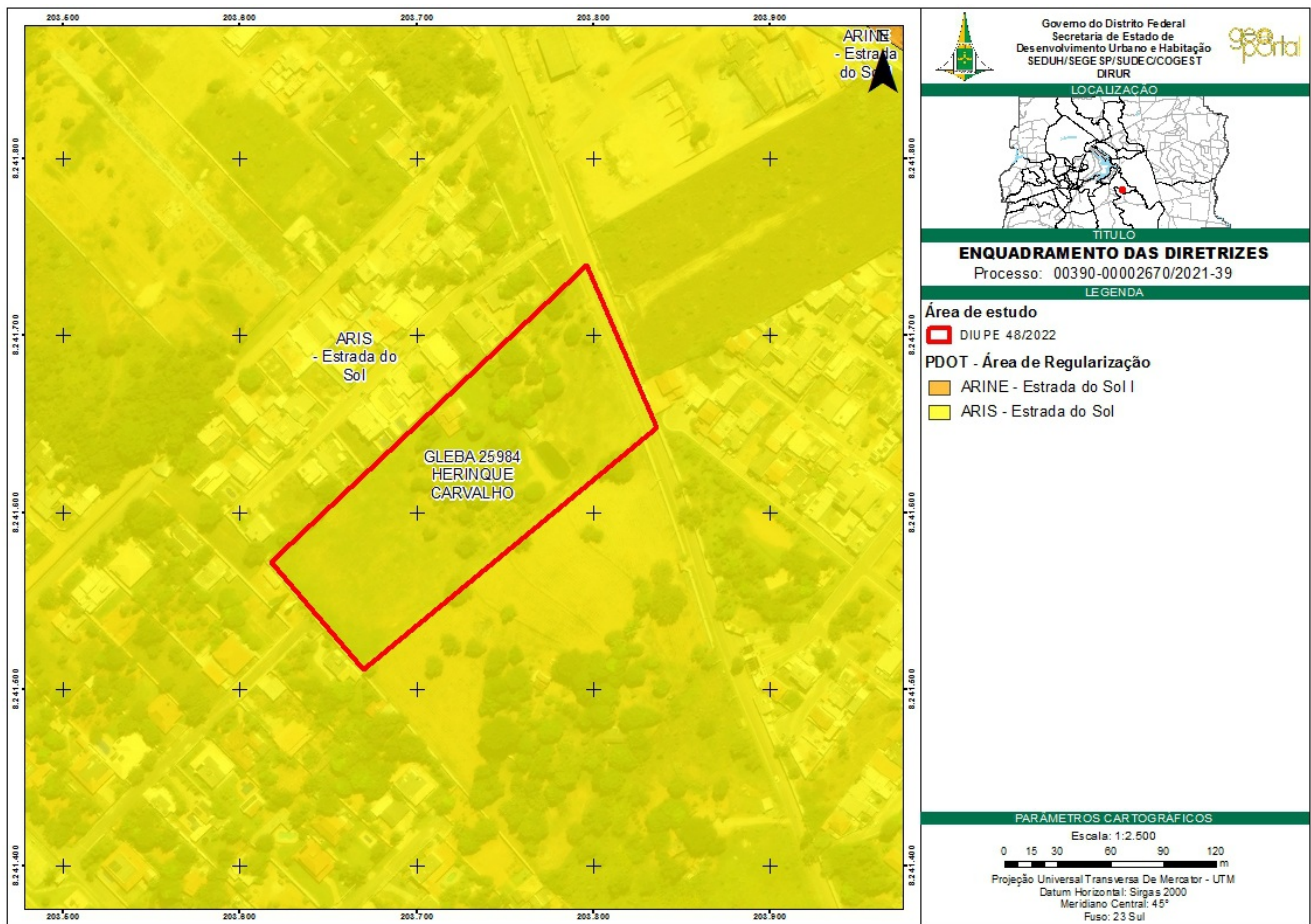 203.500
203.600
203.700
203.800
203.900
8.241.800
8.241.700
8.241.600
8.241.500
8.241.400
ARINE
- Estrada
do Sol
ARIS
- Estrada do
Sol
GLEBA 25984
HERINQUE
CARVALHO
Governo do Distrito Federal
Secretaria de Estado de
Desenvolvimento Urbano e Habitação
SEDUH/SEGESP/SUDEC/COGEST
DIRUR
geo
portal
LOCALIZAÇÃO
TÍTULO
ENQUADRAMENTO DAS DIRETRIZES
Processo: 00390-00002670/2021-39
LEGENDA
Área de estudo
DIUPE 48/2022
PDOT - Área de Regularização
ARINE - Estrada do Sol I
ARIS - Estrada do Sol
PARÂMETROS CARTOGRÁFICOS
Escala: 1:2.500
0 15 30 60 90 120
m
Projeção Universal Transversa De Mercator - UTM
Datum Horizontal: Sirgas 2000
Meridiano Central: 45°
Fuso: 23 Sul